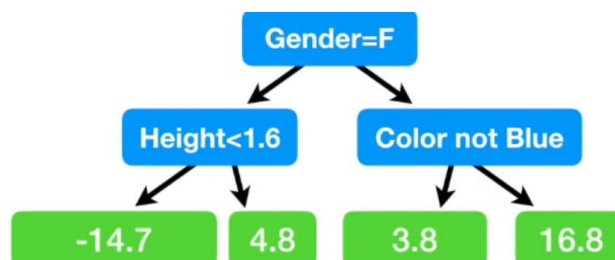 Gender=F
Height<1.6
Color not Blue
-14.7
4.8
3.8
16.8